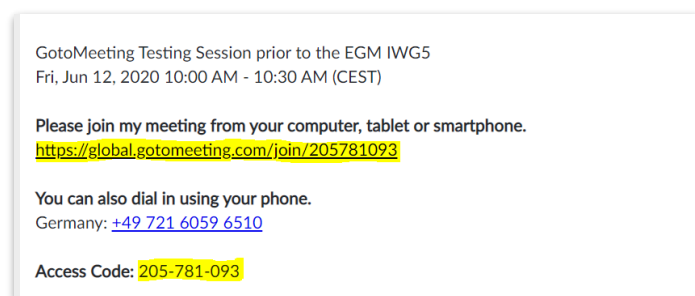 GotoMeeting Testing Session prior to the EGM IWG5
Fri, Jun 12, 2020 10:00 AM - 10:30 AM (CEST)
Please join my meeting from your computer, tablet or smartphone.
https://global.gotomeeting.com/join/205781093
You can also dial in using your phone.
Germany: +49 721 6059 6510
Access Code: 205-781-093